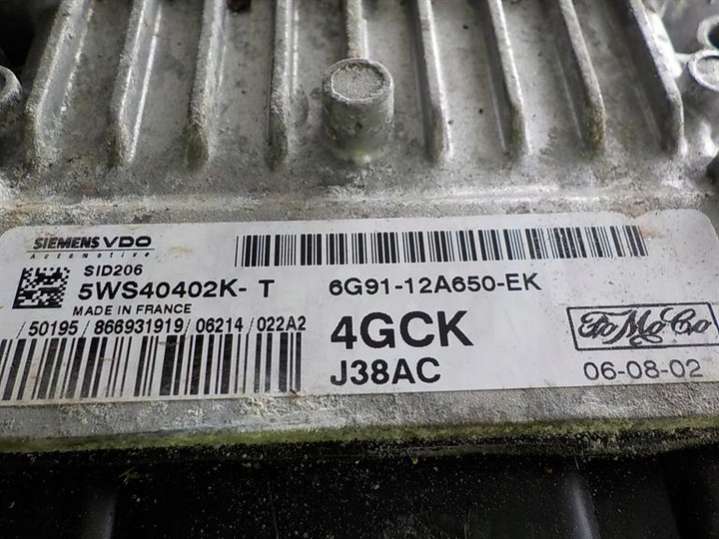 SIEMENS VDO
Automotive
SID206
5WS40402K- T
MADE IN FRANCE
/ 50195 / 866931919 / 06214 / 022A2
6G91-12A650-EK
4GCK
J38AC
FoMoCo
06-08-02